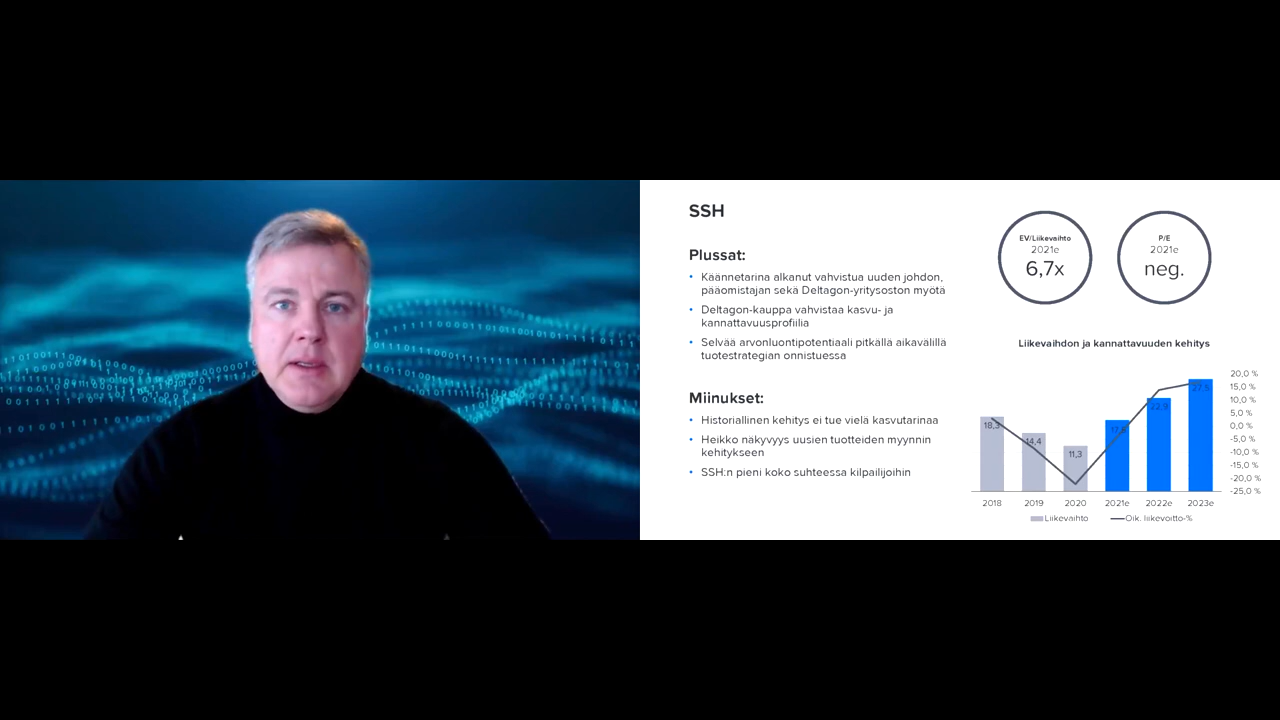 SSH
Plussat:
• Käännetarina alkanut vahvistua uuden johdon,
pääomistajan sekä Deltagon-yritysoston myötä
• Deltagon-kauppa vahvistaa kasvu- ja
kannattavuusprofiilia
• Selvää arvonluontipotentiaali pitkällä aikavälillä
tuotestrategian onnistuessa
Miinukset:
• Historiallinen kehitys ei tue vielä kasvutarinaa
• Heikko näkyvyys uusien tuotteiden myynnin
kehitykseen
• SSH:n pieni koko suhteessa kilpailijoihin
EV/Liikevaihto
2021e
6,7x
P/E
2021e
neg.
Liikevaihdon ja kannattavuuden kehitys
20,0 %
15,0 %
10,0 %
5,0 %
0,0 %
-5,0 %
-10,0 %
-15,0 %
-20,0 %
-25,0 %
18,3
14,4
11,3
22,9
2018
2019
2020
2021e
2022e
2023e
Liikevaihto
Oik. liikevoitto-%